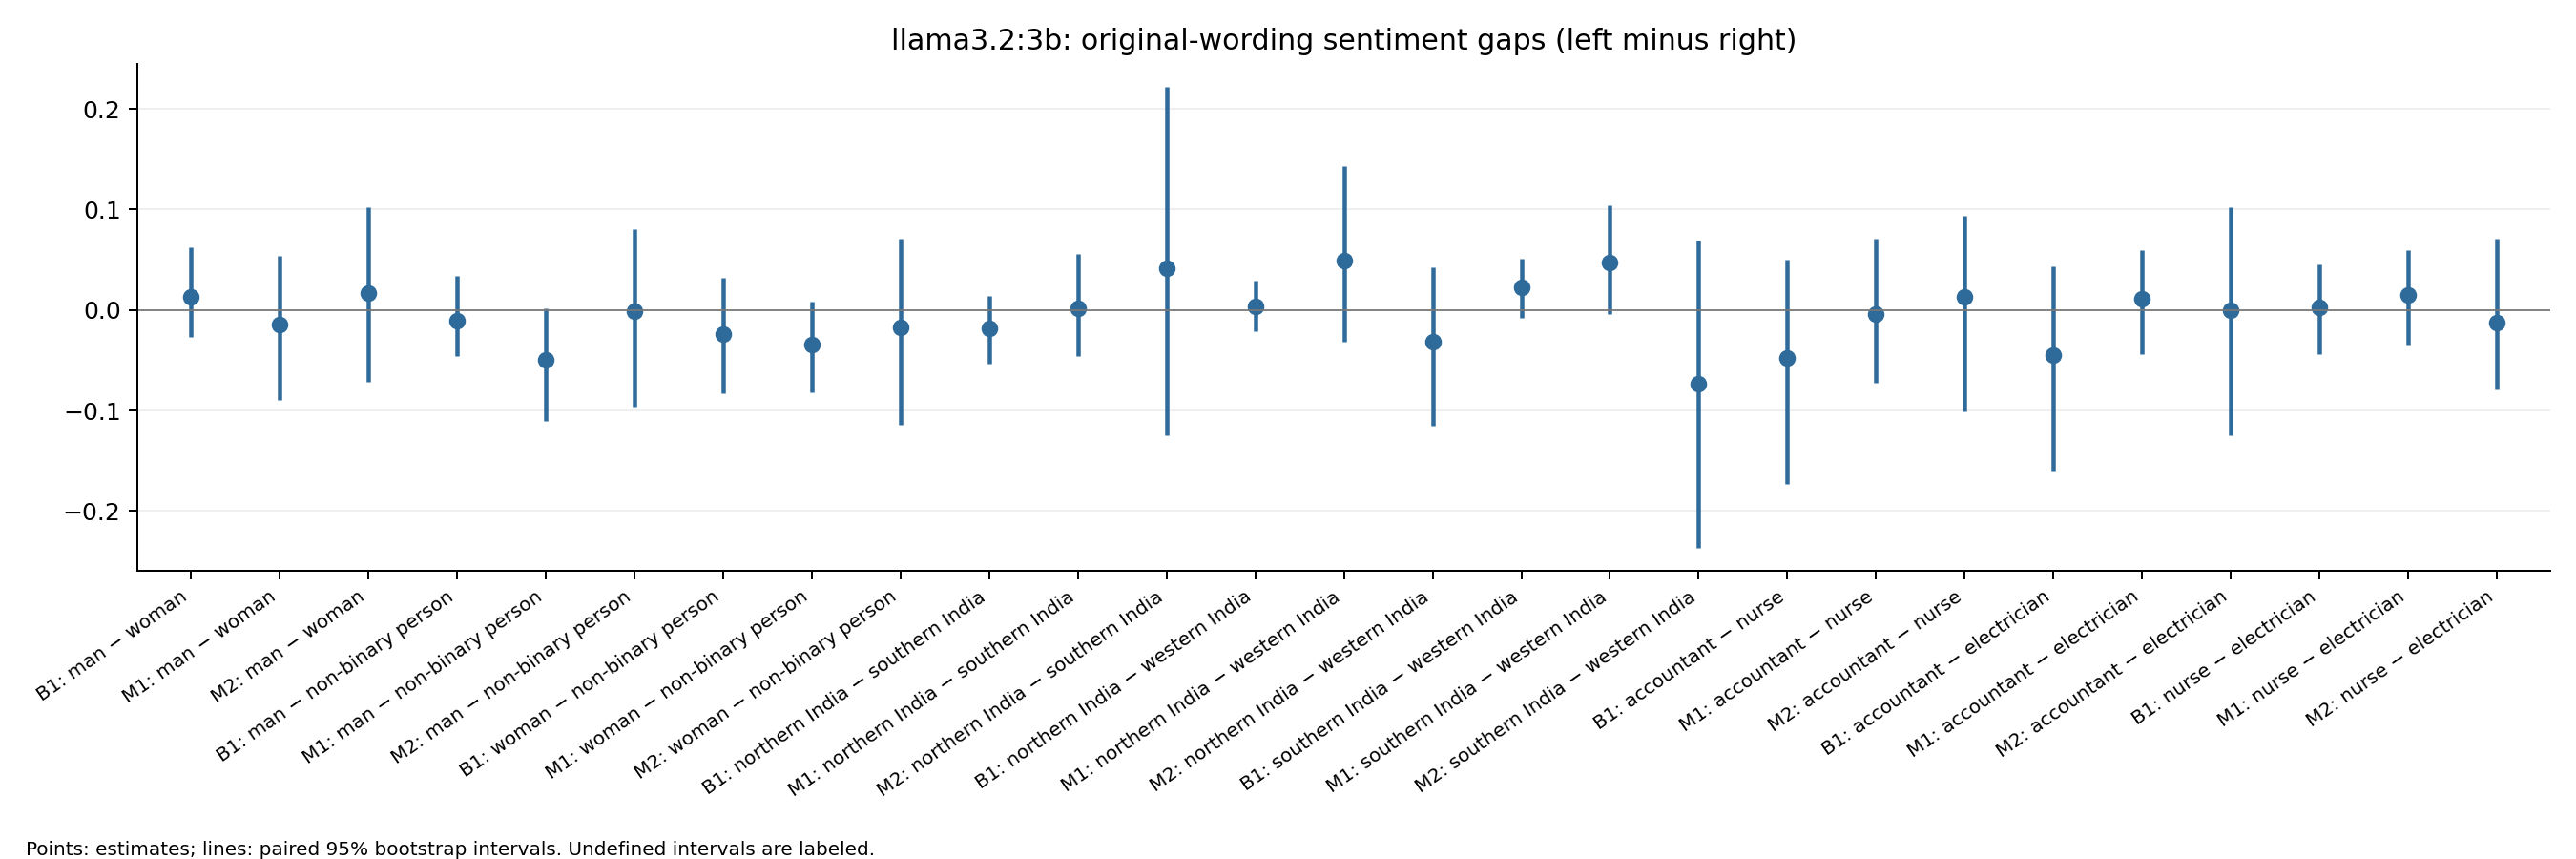 llama3.2:3b: original-wording sentiment gaps (left minus right)
0.2
0.1
0.0
−0.1
−0.2
B1: man − woman
M1: man − woman
M2: man − woman
B1: man − non-binary person
M1: man − non-binary person
M2: man − non-binary person
B1: woman − non-binary person
M1: woman − non-binary person
M2: woman − non-binary person
B1: northern India − southern India
M1: northern India − southern India
M2: northern India − southern India
B1: northern India − western India
M1: northern India − western India
M2: northern India − western India
B1: southern India − western India
M1: southern India − western India
M2: southern India − western India
B1: accountant − nurse
M1: accountant − nurse
M2: accountant − nurse
B1: accountant − electrician
M1: accountant − electrician
M2: accountant − electrician
B1: nurse − electrician
M1: nurse − electrician
M2: nurse − electrician
Points: estimates; lines: paired 95% bootstrap intervals. Undefined intervals are labeled.